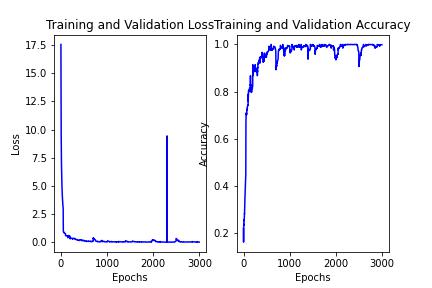 Training and Validation Loss
17.5
15.0
12.5
10.0
7.5
5.0
2.5
0.0
Loss
0 1000 2000 3000
Epochs
Training and Validation Accuracy
1.0
0.8
0.6
0.4
0.2
Accuracy
0 1000 2000 3000
Epochs